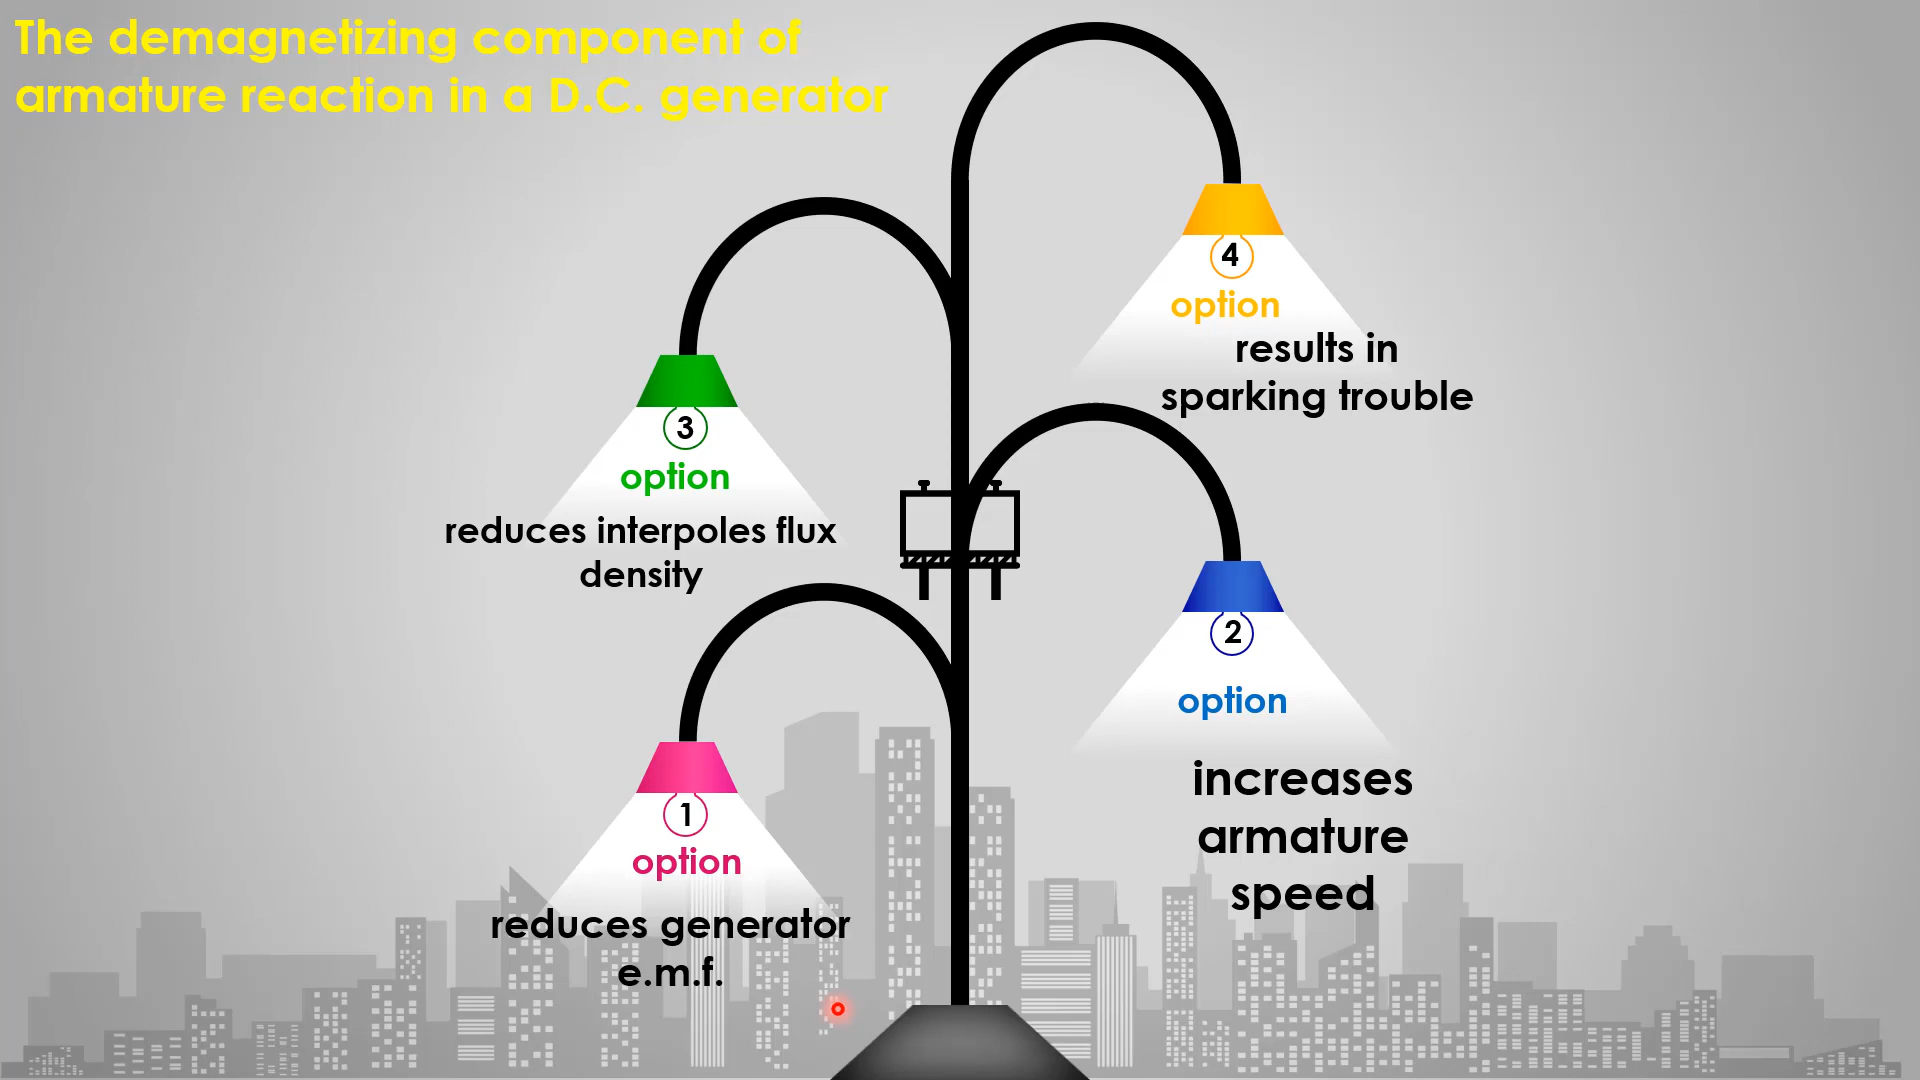 The demagnetizing component of
armature reaction in a D.C. generator
4
option
results in
sparking trouble
3
option
reduces interpoles flux
density
2
option
increases
armature
speed
1
option
reduces generator
e.m.f.